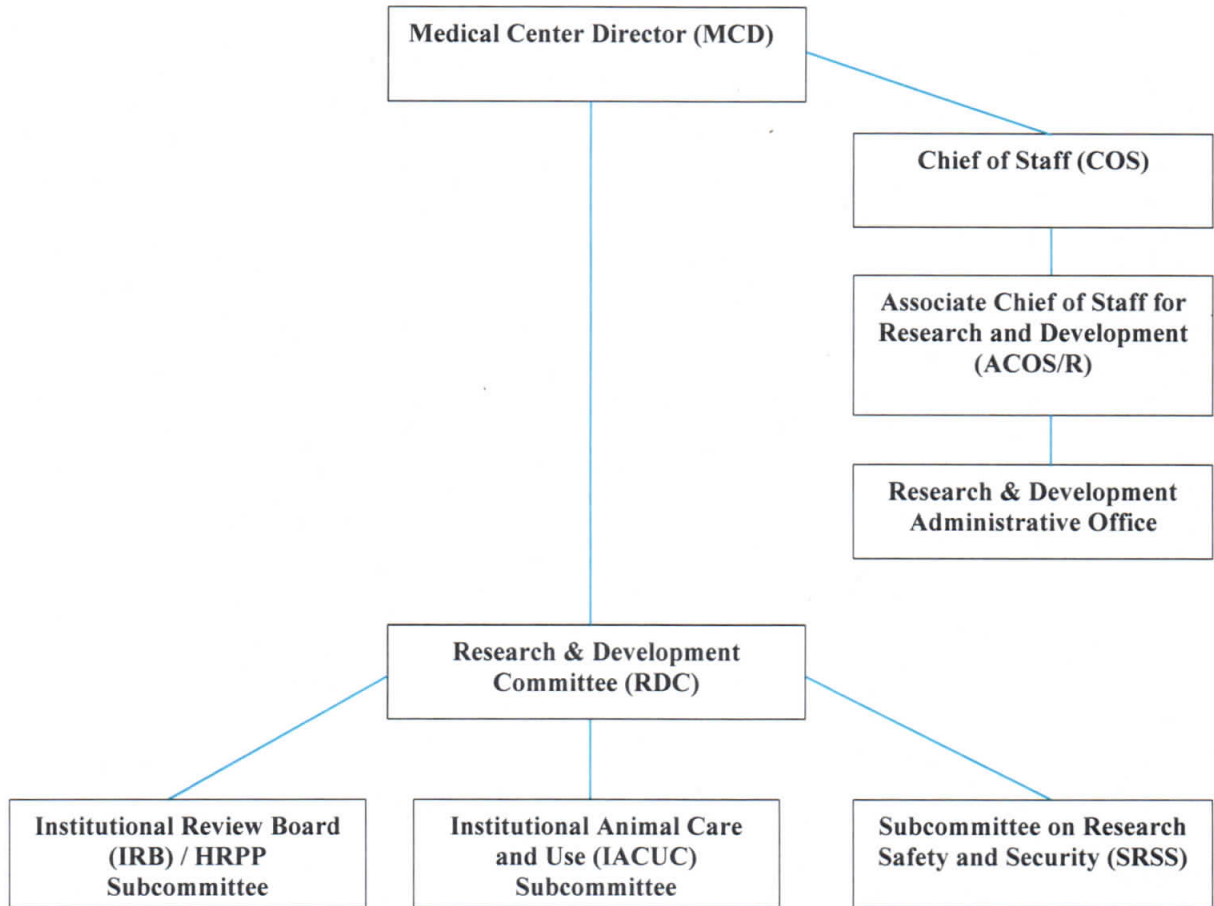 Medical Center Director (MCD)
Chief of Staff (COS)
Associate Chief of Staff for
Research and Development
(ACOS/R)
Research & Development
Administrative Office
Research & Development
Committee (RDC)
Institutional Review Board
(IRB) / HRPP
Subcommittee
Institutional Animal Care
and Use (IACUC)
Subcommittee
Subcommittee on Research
Safety and Security (SRSS)